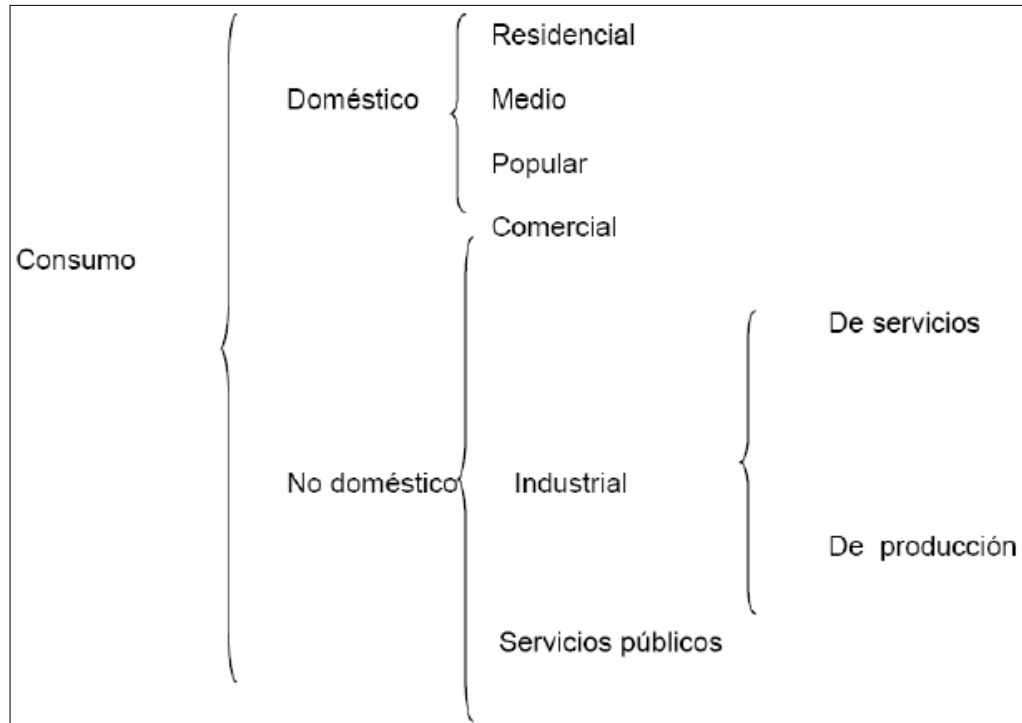 Residencial
Doméstico
Medio
Popular
Comercial
Consumo
De servicios
No doméstico
Industrial
De producción
Servicios públicos